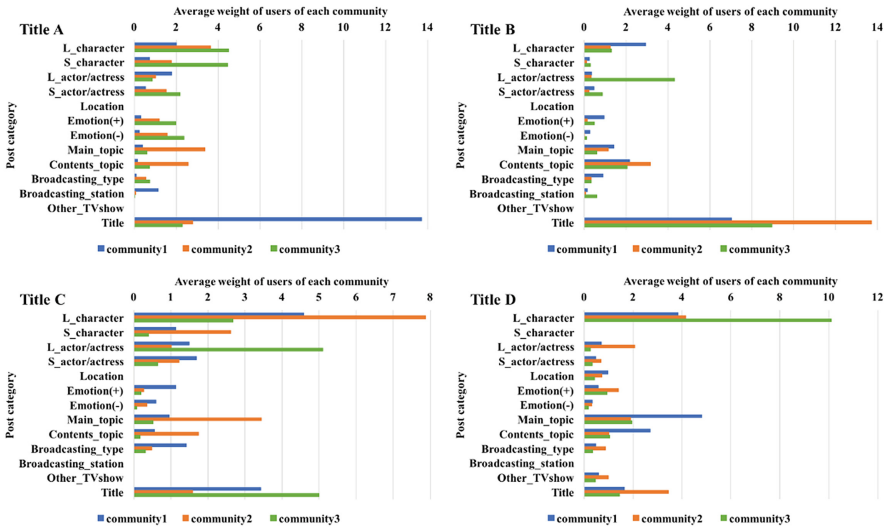 Average weight of users of each community
Title A
0 2 4 6 8 10 12 14
Post category
L_character
S_character
L_actor/actress
S_actor/actress
Location
Emotion(+)
Emotion(-)
Main_topic
Contents_topic
Broadcasting_type
Broadcasting_station
Other_TVshow
Title
community1 community2 community3
Average weight of users of each community
Title B
0 2 4 6 8 10 12 14
Post category
L_character
S_character
L_actor/actress
S_actor/actress
Location
Emotion(+)
Emotion(-)
Main_topic
Contents_topic
Broadcasting_type
Broadcasting_station
Other_TVshow
Title
community1 community2 community3
Average weight of users of each community
Title C
0 1 2 3 4 5 6 7 8
Post category
L_character
S_character
L_actor/actress
S_actor/actress
Location
Emotion(+)
Emotion(-)
Main_topic
Contents_topic
Broadcasting_type
Broadcasting_station
Other_TVshow
Title
community1 community2 community3
Average weight of users of each community
Title D
0 2 4 6 8 10 12
Post category
L_character
S_character
L_actor/actress
S_actor/actress
Location
Emotion(+)
Emotion(-)
Main_topic
Contents_topic
Broadcasting_type
Broadcasting_station
Other_TVshow
Title
community1 community2 community3